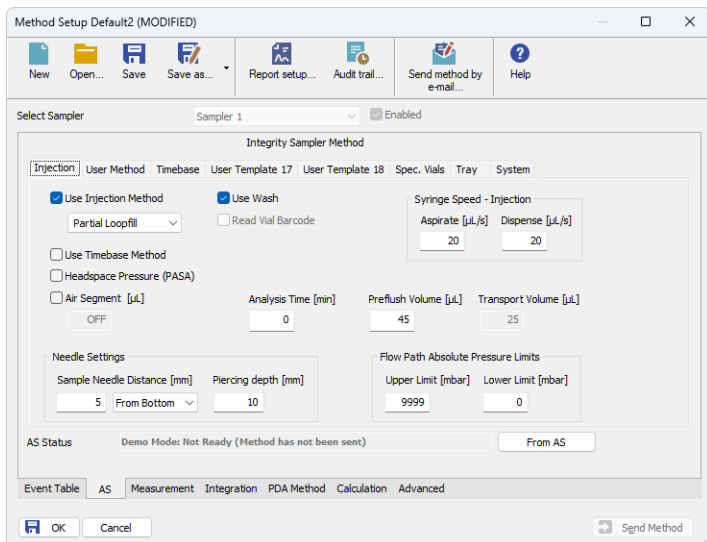 Method Setup Default2 (MODIFIED)
New Open... Save Save as... Report setup... Audit trail... Send method by e-mail... Help
Select Sampler Sampler 1 Enabled
Integrity Sampler Method
Injection User Method Timebase User Template 17 User Template 18 Spec. Vials Tray System
Use Injection Method Use Wash Syringe Speed - Injection
Partial Loopfill Read Vial Barcode Aspirate [µL/s] Dispense [µL/s]
20 20
Use Timebase Method
Headspace Pressure (PASA)
Air Segment [µL] Analysis Time [min] Preflush Volume [µL] Transport Volume [µL]
OFF 0 45 25
Needle Settings Flow Path Absolute Pressure Limits
Sample Needle Distance [mm] Piercing depth [mm] Upper Limit [mbar] Lower Limit [mbar]
5 From Bottom 10 9999 0
AS Status Demo Mode: Not Ready (Method has not been sent) From AS
Event Table AS Measurement Integration PDA Method Calculation Advanced
OK Cancel Send Method